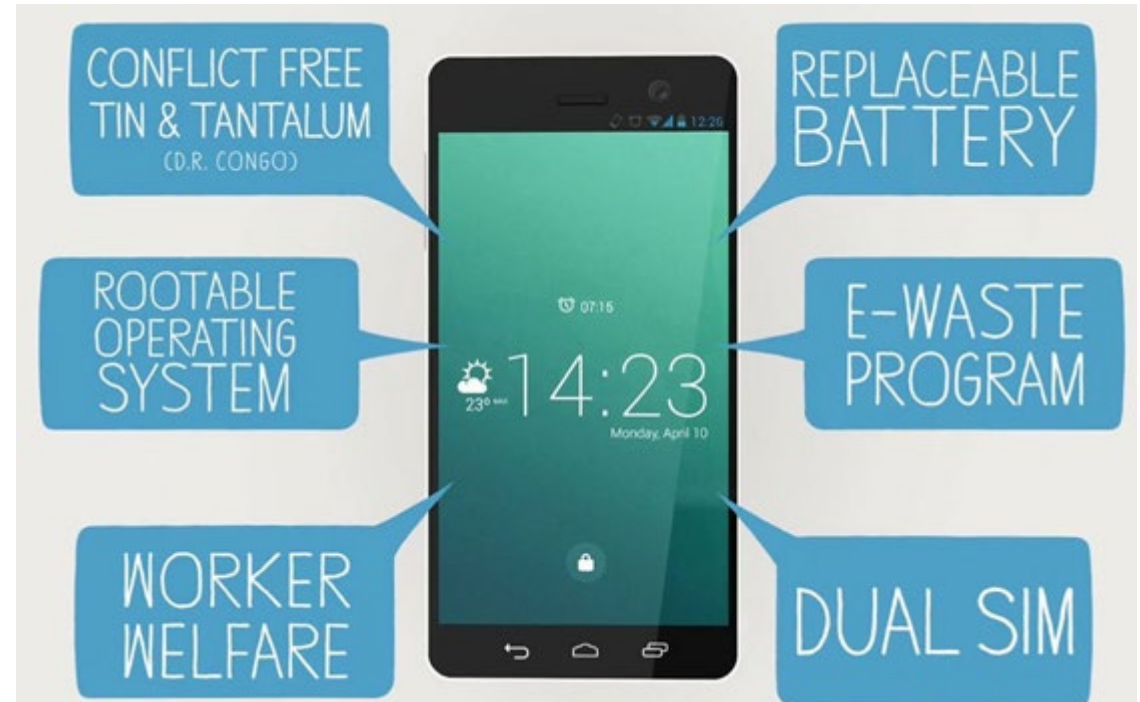 CONFLICT FREE
TIN & TANTALUM
(D.R. CONGO)
REPLACEABLE
BATTERY
12:20
ROOTABLE
OPERATING
SYSTEM
07:15
14:23
23°
Monday, April 10
E-WASTE
PROGRAM
WORKER
WELFARE
DUAL SIM